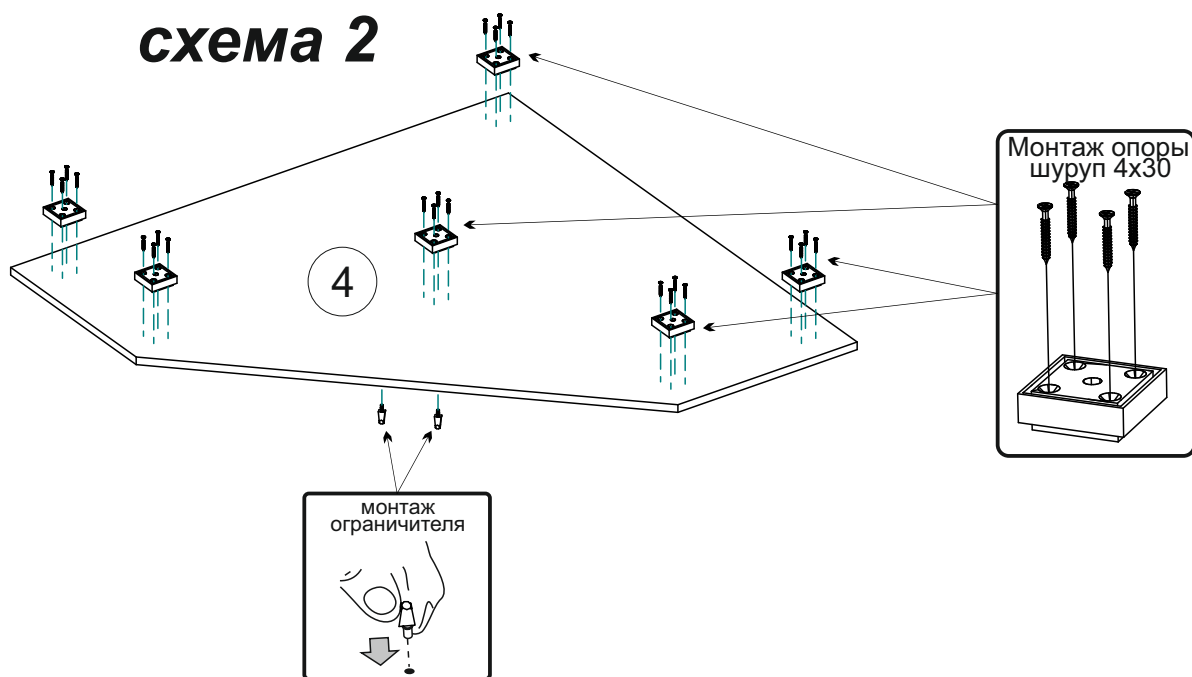 схема 2
Монтаж опоры
шуруп 4х30
4
монтаж
ограничителя